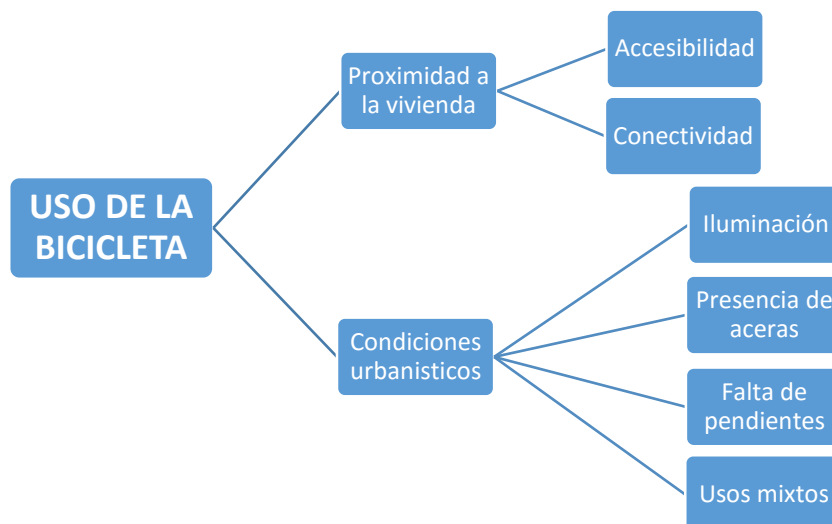 USO DE LA
BICICLETA
Proximidad a
la vivienda
Accesibilidad
Conectividad
Condiciones
urbanisticos
Iluminación
Presencia de
aceras
Falta de
pendientes
Usos mixtos